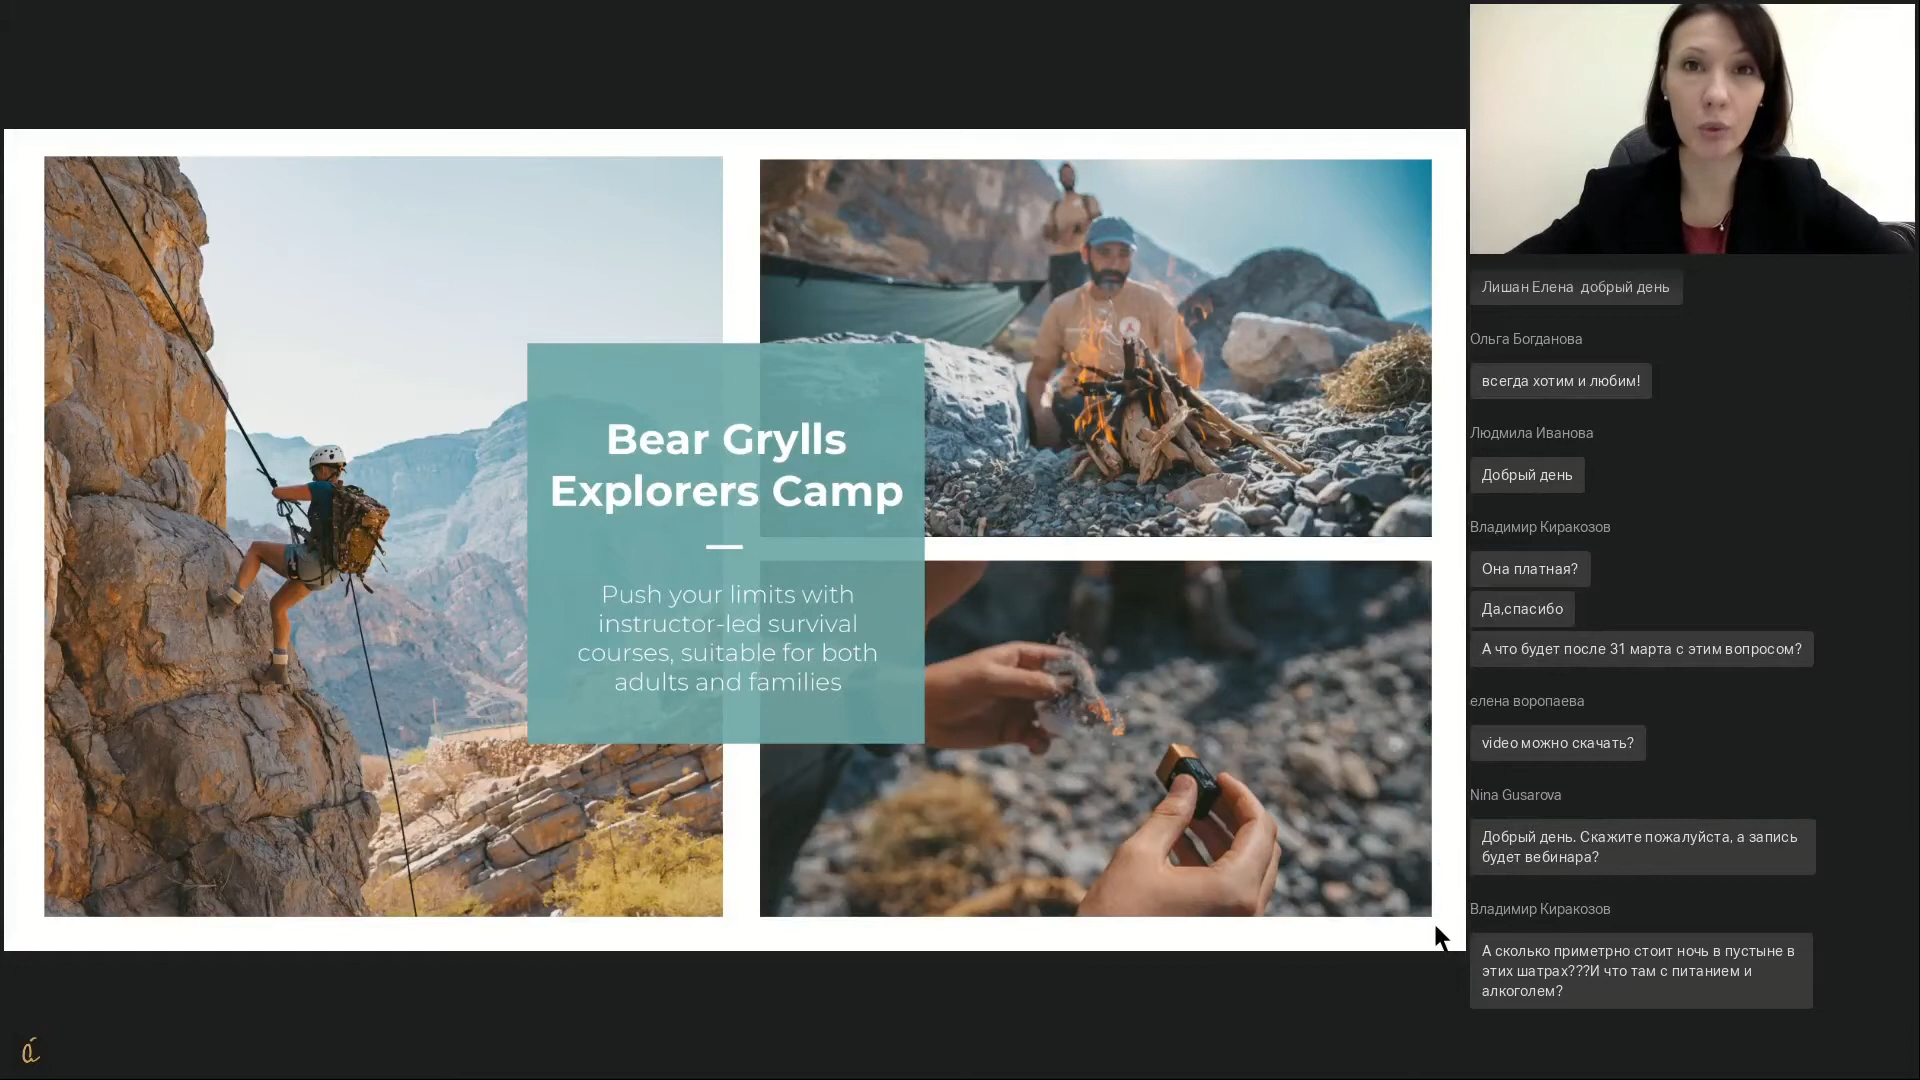 Bear Grylls
Explorers Camp
Push your limits with
instructor-led survival
courses, suitable for both
adults and families
Лишан Елена добрый день
Ольга Богданова
всегда хотим и любим!
Людмила Иванова
Добрый день
Владимир Киракозов
Она платная?
Да,спасибо
А что будет после 31 марта с этим вопросом?
елена воропаева
video можно скачать?
Nina Gusarova
Добрый день. Скажите пожалуйста, а запись
будет вебинара?
Владимир Киракозов
А сколько приметрно стоит ночь в пустыне в
этих шатрах???И что там с питанием и
алкоголем?